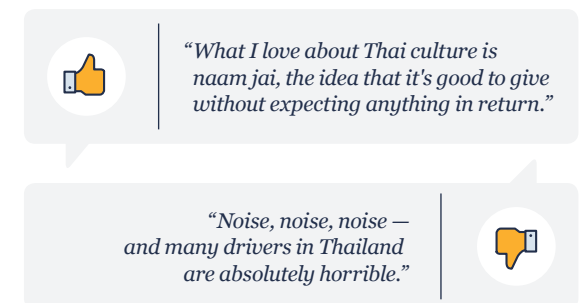 “What I love about Thai culture is
naam jai, the idea that it's good to give
without expecting anything in return.”
“Noise, noise, noise —
and many drivers in Thailand
are absolutely horrible.”